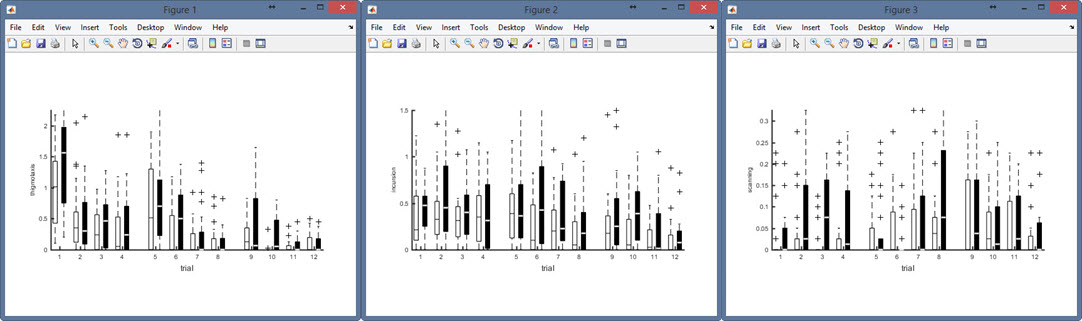 Figure 1
File Edit View Insert Tools Desktop Window Help
thigmotaxis
2
1.5
1
0.5
0
1 2 3 4 5 6 7 8 9 10 11 12
trial
Figure 2
File Edit View Insert Tools Desktop Window Help
incursion
1.5
1
0.5
0
1 2 3 4 5 6 7 8 9 10 11 12
trial
Figure 3
File Edit View Insert Tools Desktop Window Help
scanning
0.3
0.25
0.2
0.15
0.1
0.05
0
1 2 3 4 5 6 7 8 9 10 11 12
trial